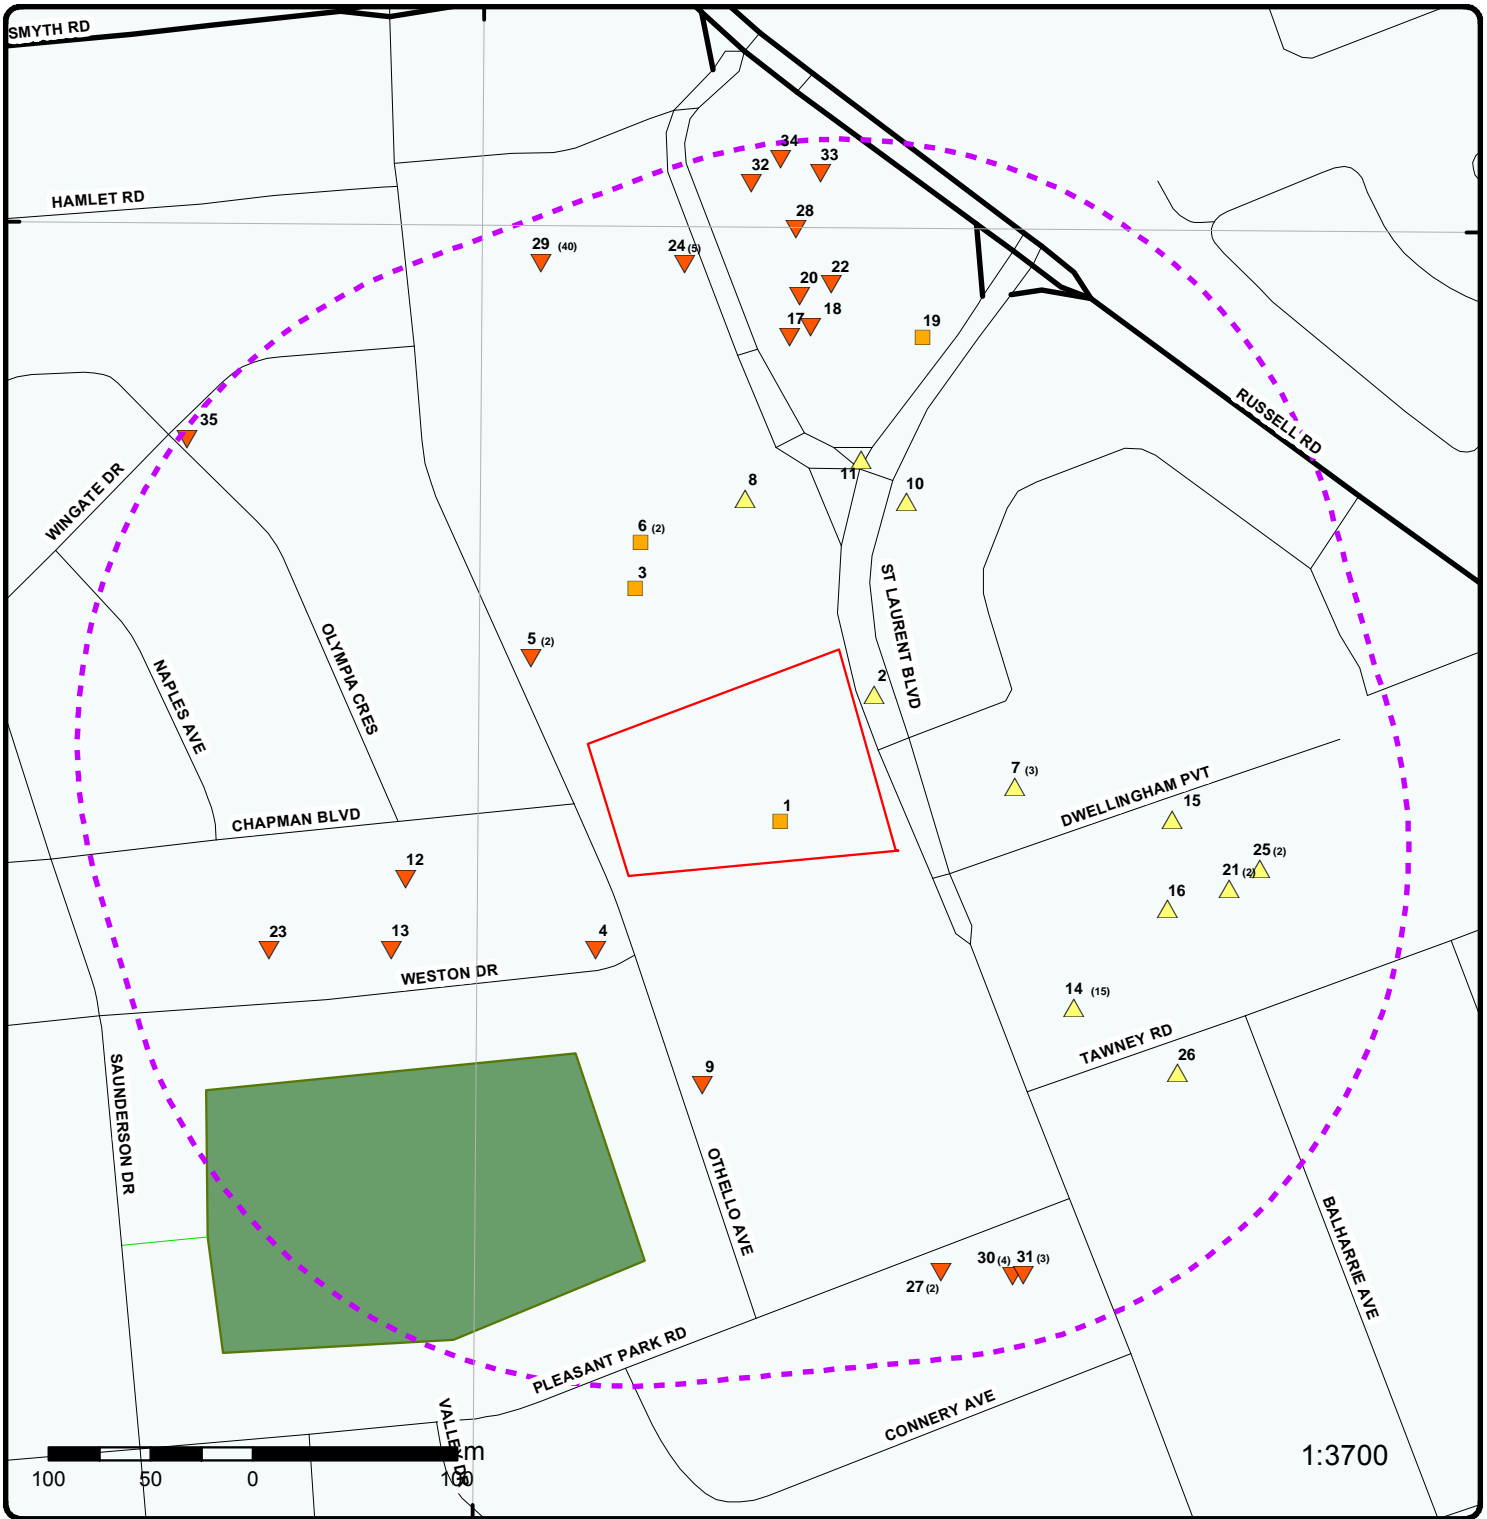 SMYTH RD
34
33
32
HAMLET RD
28
29 (40)
24 (5)
22
20
18
17
19
RUSSELL RD
35
WINGATE DR
11
8
10
6 (2)
3
ST LAURENT BLVD
5 (2)
OLYMPIA CRES
NAPLES AVE
2
7 (3)
DWELLINGHAM PVT
15
1
CHAPMAN BLVD
12
25 (2)
21 (2)
16
23
13
4
WESTON DR
14 (15)
TAWNEY RD
26
SAUNDERSON DR
9
OTHELLO AVE
BALHARRIE AVE
30 (4)
31 (3)
27 (2)
PLEASANT PARK RD
CONNERY AVE
VALLEY DR
m
100
50
0
100
1:3700